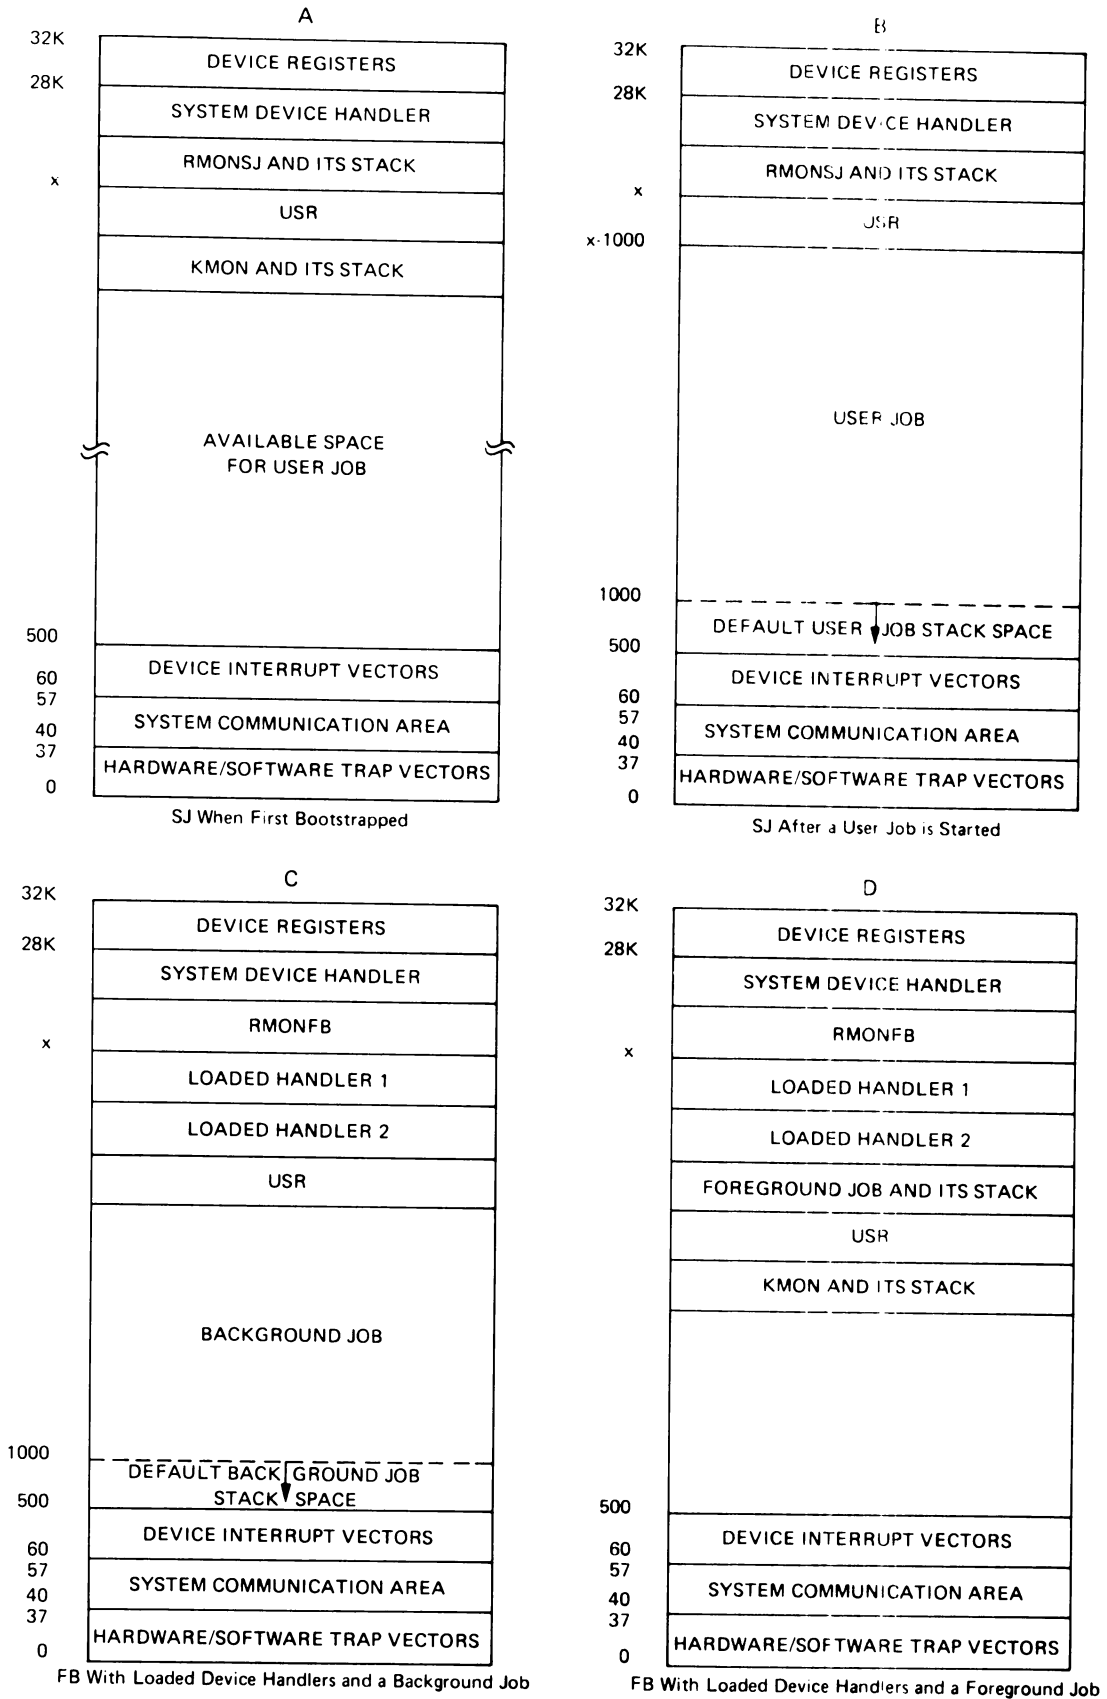 A
32K
DEVICE REGISTERS
28K
SYSTEM DEVICE HANDLER
RMONSJ AND ITS STACK
x
USR
KMON AND ITS STACK
AVAILABLE SPACE
FOR USER JOB
500
DEVICE INTERRUPT VECTORS
60
57
SYSTEM COMMUNICATION AREA
40
37
HARDWARE/SOFTWARE TRAP VECTORS
0
SJ When First Bootstrapped
B
32K
DEVICE REGISTERS
28K
SYSTEM DEVICE HANDLER
RMONSJ AND ITS STACK
x
USR
x-1000
USER JOB
1000
DEFAULT USER JOB STACK SPACE
500
DEVICE INTERRUPT VECTORS
60
57
SYSTEM COMMUNICATION AREA
40
37
HARDWARE/SOFTWARE TRAP VECTORS
0
SJ After a User Job is Started
C
32K
DEVICE REGISTERS
28K
SYSTEM DEVICE HANDLER
RMONFB
x
LOADED HANDLER 1
LOADED HANDLER 2
USR
BACKGROUND JOB
1000
DEFAULT BACKGROUND JOB
STACK SPACE
500
DEVICE INTERRUPT VECTORS
60
57
SYSTEM COMMUNICATION AREA
40
37
HARDWARE/SOFTWARE TRAP VECTORS
0
FB With Loaded Device Handlers and a Background Job
D
32K
DEVICE REGISTERS
28K
SYSTEM DEVICE HANDLER
RMONFB
x
LOADED HANDLER 1
LOADED HANDLER 2
FOREGROUND JOB AND ITS STACK
USR
KMON AND ITS STACK
500
DEVICE INTERRUPT VECTORS
60
57
SYSTEM COMMUNICATION AREA
40
37
HARDWARE/SOFTWARE TRAP VECTORS
0
FB With Loaded Device Handlers and a Foreground Job